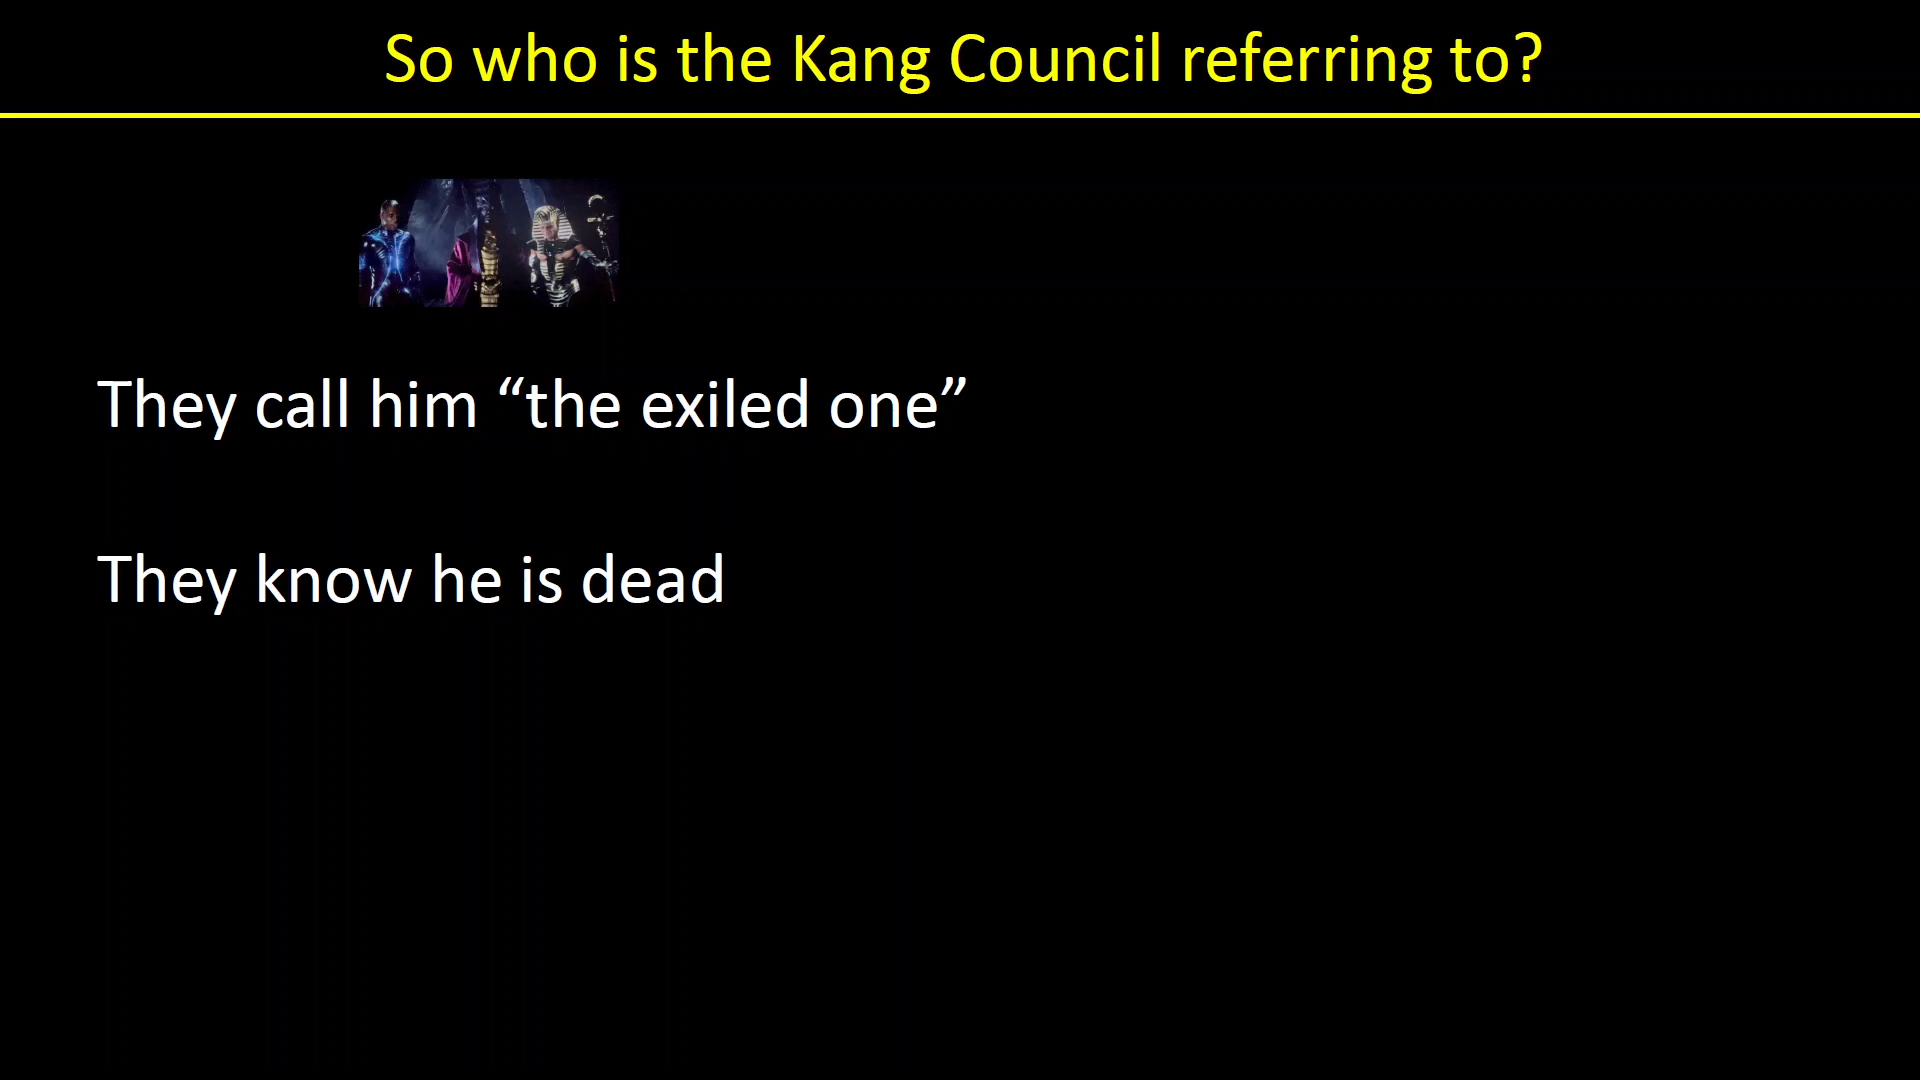 So who is the Kang Council referring to?
They call him “the exiled one”
They know he is dead